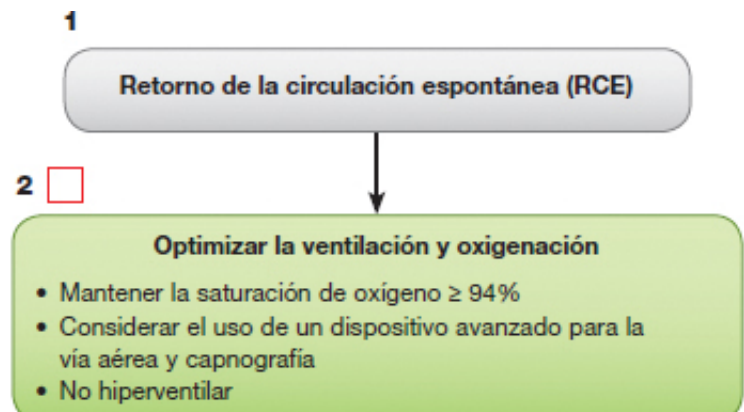 1
Retorno de la circulación espontánea (RCE)
2
Optimizar la ventilación y oxigenación
• Mantener la saturación de oxígeno ≥ 94%
• Considerar el uso de un dispositivo avanzado para la
vía aérea y capnografía
• No hiperventilar